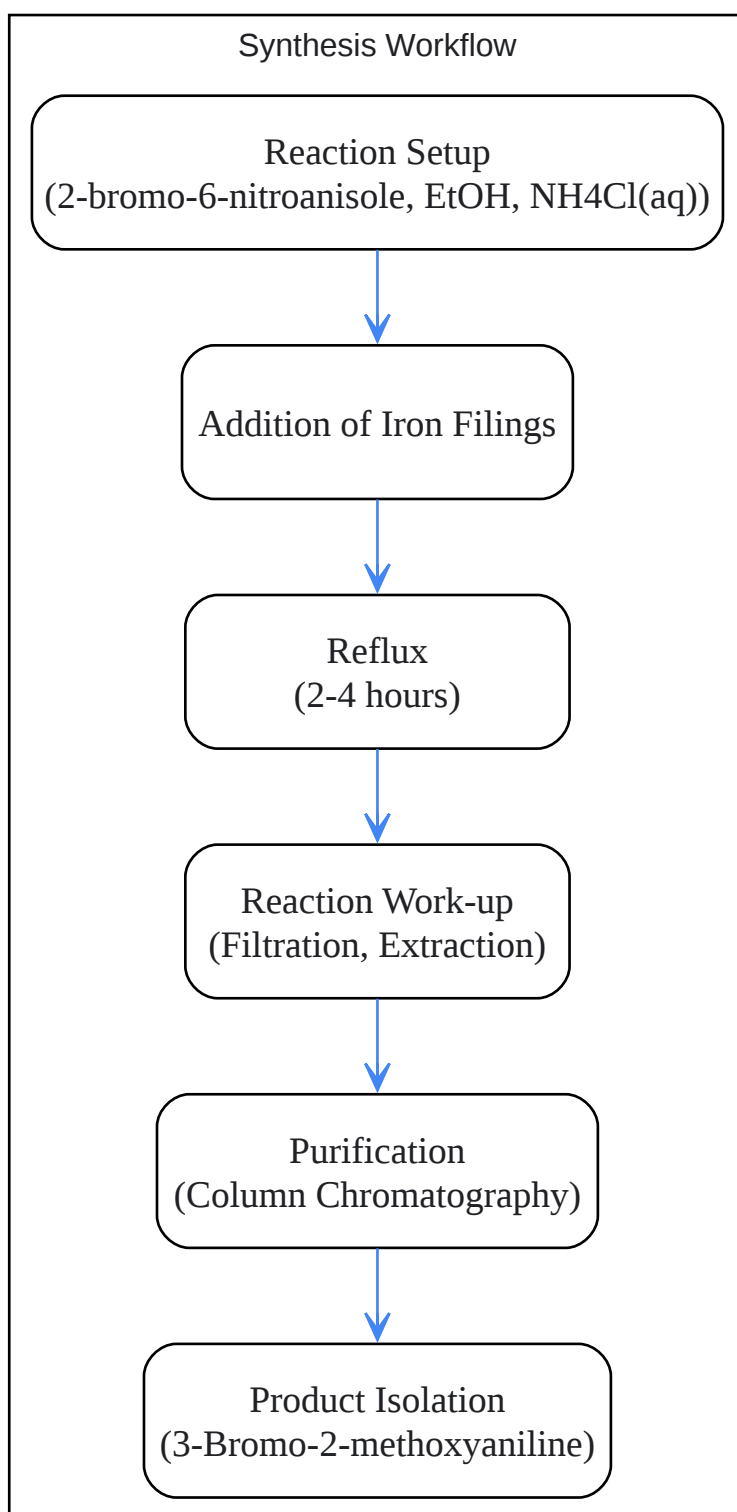 Synthesis Workflow
Reaction Setup
(2-bromo-6-nitroanisole, EtOH, NH4Cl(aq))
Addition of Iron Filings
Reflux
(2-4 hours)
Reaction Work-up
(Filtration, Extraction)
Purification
(Column Chromatography)
Product Isolation
(3-Bromo-2-methoxyaniline)